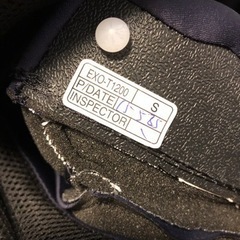 EXO-T1200 S
P/DATE
INSPECTOR